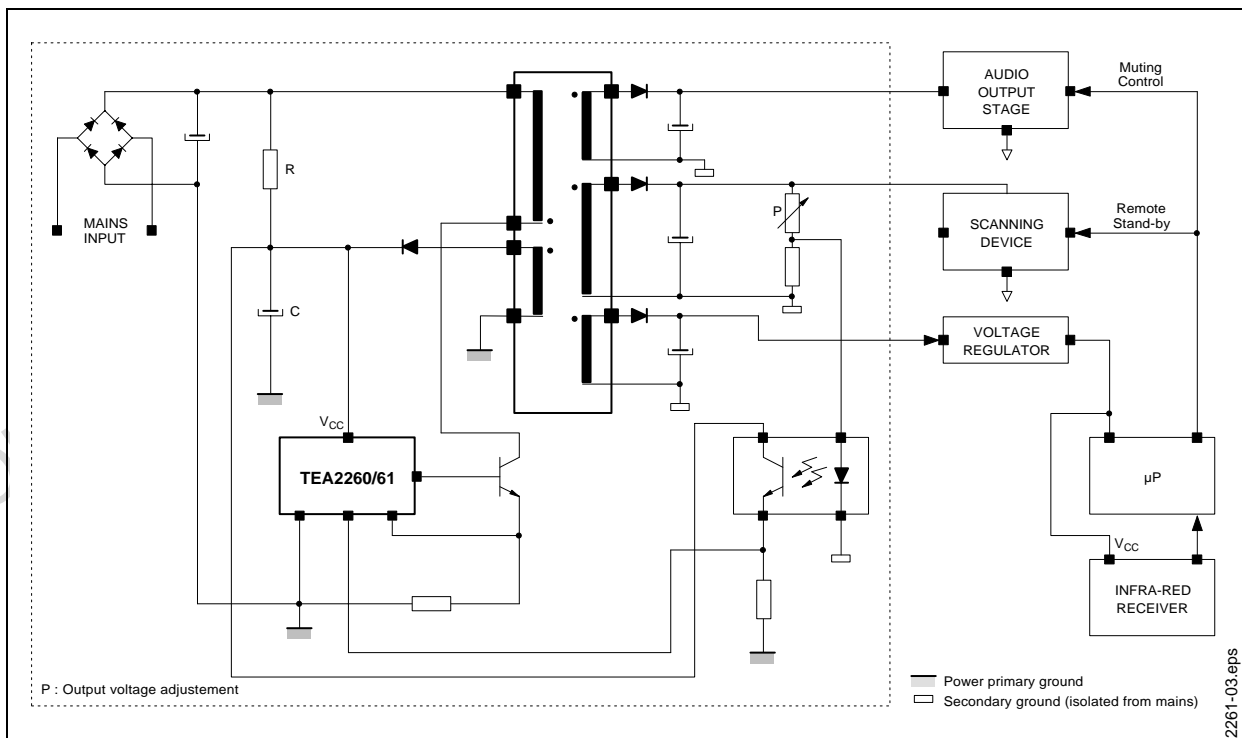 AUDIO
OUTPUT
STAGE
Muting
Control
R
MAINS
INPUT
P
SCANNING
DEVICE
Remote
Stand-by
C
VOLTAGE
REGULATOR
VCC
TEA2260/61
µP
VCC
INFRA-RED
RECEIVER
P : Output voltage adjustement
Power primary ground
Secondary ground (isolated from mains)
2261-03.eps